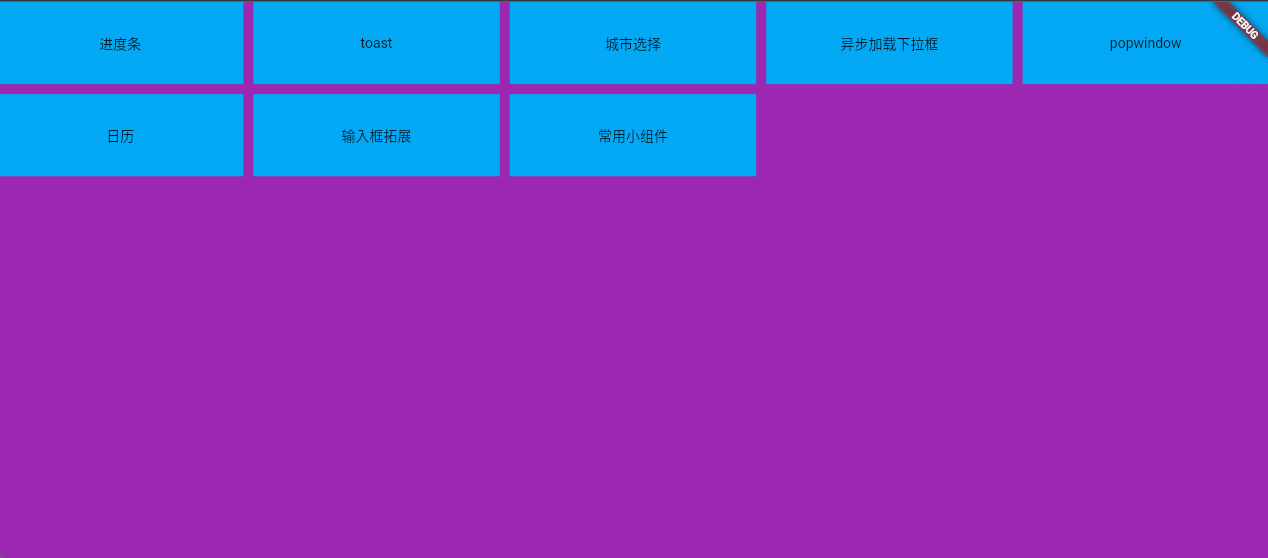 进度条
toast
城市选择
异步加载下拉框
popwindow
DEBUG
日历
输入框拓展
常用小组件